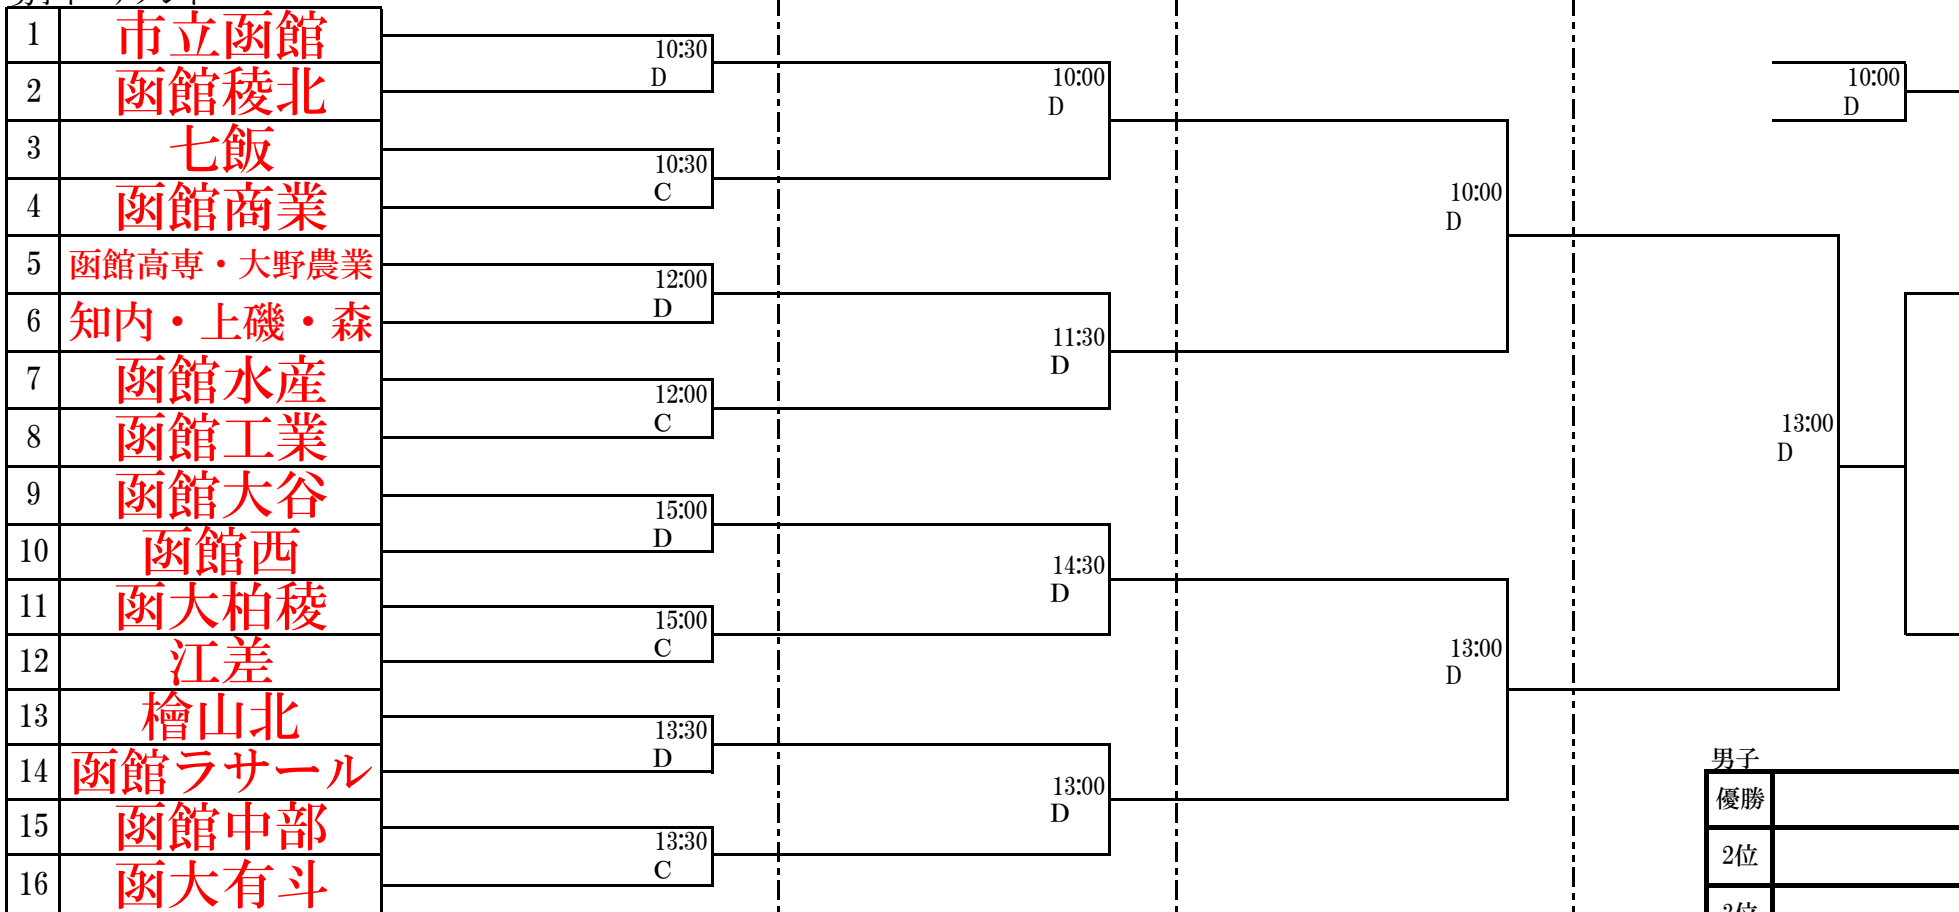 1 市立函館
2 函館稜北
3 七飯
4 函館商業
5 函館高専・大野農業
6 知内・上磯・森
7 函館水産
8 函館工業
9 函館大谷
10 函館西
11 函大柏稜
12 江差
13 檜山北
14 函館ラサール
15 函館中部
16 函大有斗
10:30
D
10:30
C
12:00
D
12:00
C
15:00
D
15:00
C
13:30
D
13:30
C
10:00
D
11:30
D
14:30
D
13:00
D
10:00
D
13:00
D
10:00
D
13:00
D
男子
優勝
2位